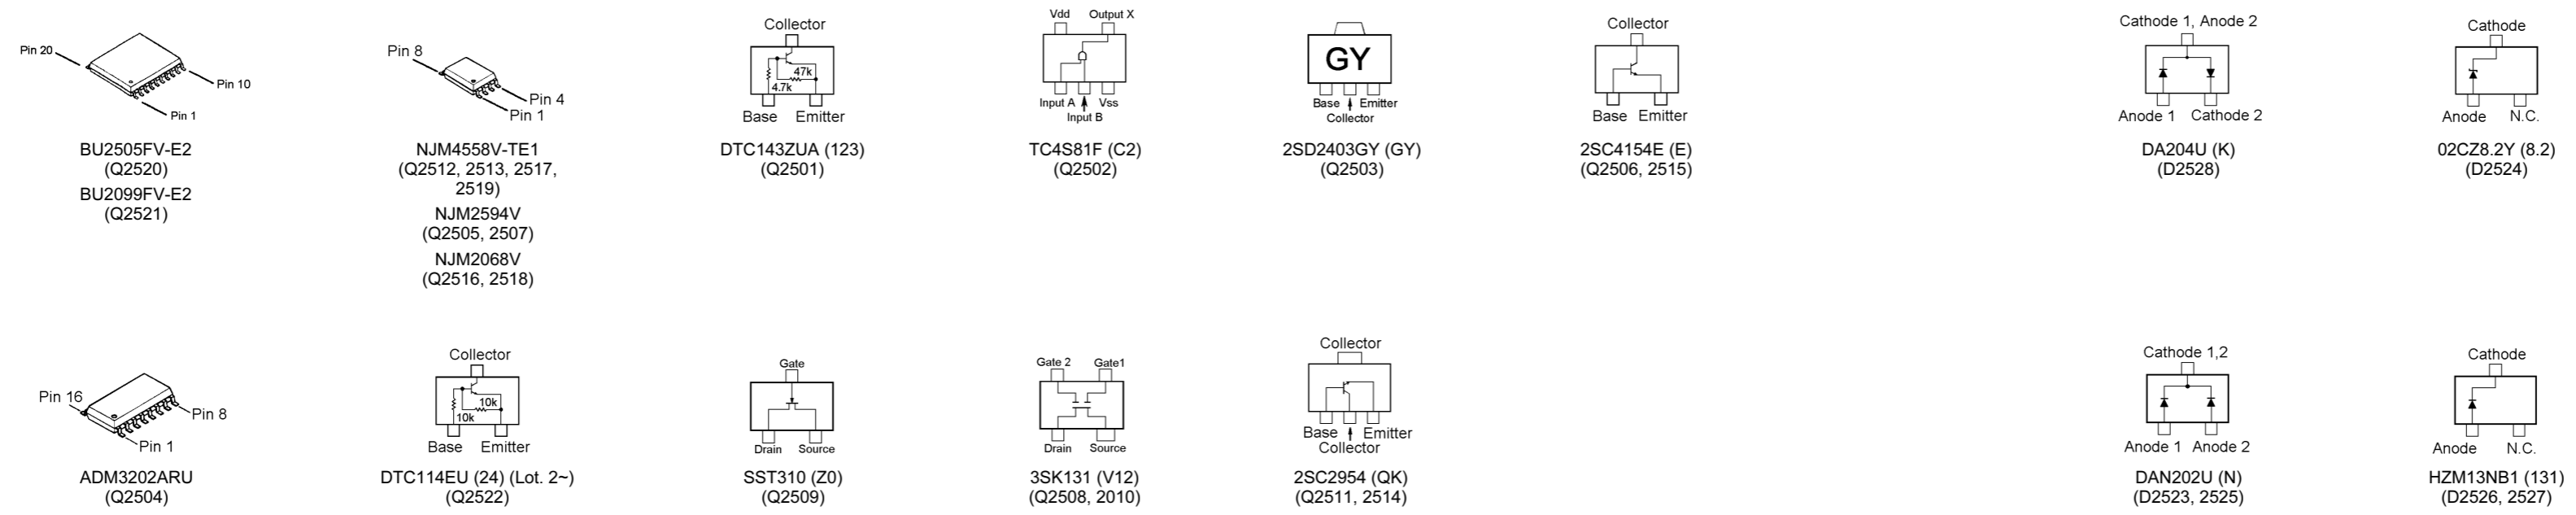 Pin 20
Pin 10
Pin 1
BU2505FV-E2
(Q2520)
BU2099FV-E2
(Q2521)
Pin 8
Pin 4
Pin 1
NJM4558V-TE1
(Q2512, 2513, 2517,
2519)
NJM2594V
(Q2505, 2507)
NJM2068V
(Q2516, 2518)
Collector
47k
4.7k
Base Emitter
DTC143ZUA (123)
(Q2501)
Vdd Output X
Input A Vss
Input B
TC4S81F (C2)
(Q2502)
GY
Base Emitter
Collector
2SD2403GY (GY)
(Q2503)
Collector
Base Emitter
2SC4154E (E)
(Q2506, 2515)
Cathode 1, Anode 2
Anode 1 Cathode 2
DA204U (K)
(D2528)
Cathode
Anode N.C.
02CZ8.2Y (8.2)
(D2524)
Pin 16
Pin 8
Pin 1
ADM3202ARU
(Q2504)
Collector
10k
10k
Base Emitter
DTC114EU (24) (Lot. 2~)
(Q2522)
Gate
Drain Source
SST310 (Z0)
(Q2509)
Gate 2 Gate1
Drain Source
3SK131 (V12)
(Q2508, 2010)
Collector
Base Emitter
Collector
2SC2954 (QK)
(Q2511, 2514)
Cathode 1,2
Anode 1 Anode 2
DAN202U (N)
(D2523, 2525)
Cathode
Anode N.C.
HZM13NB1 (131)
(D2526, 2527)